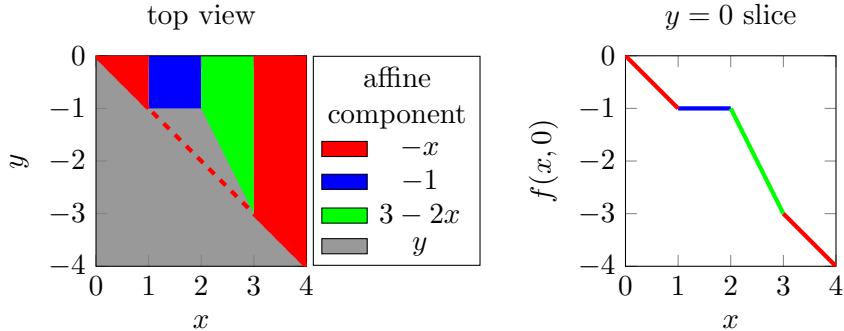 top view
0
−1
−2
−3
−4
y
0 1 2 3 4
x
affine
component
−x
−1
3 − 2x
y
y = 0 slice
0
−1
−2
−3
−4
f(x, 0)
0 1 2 3 4
x